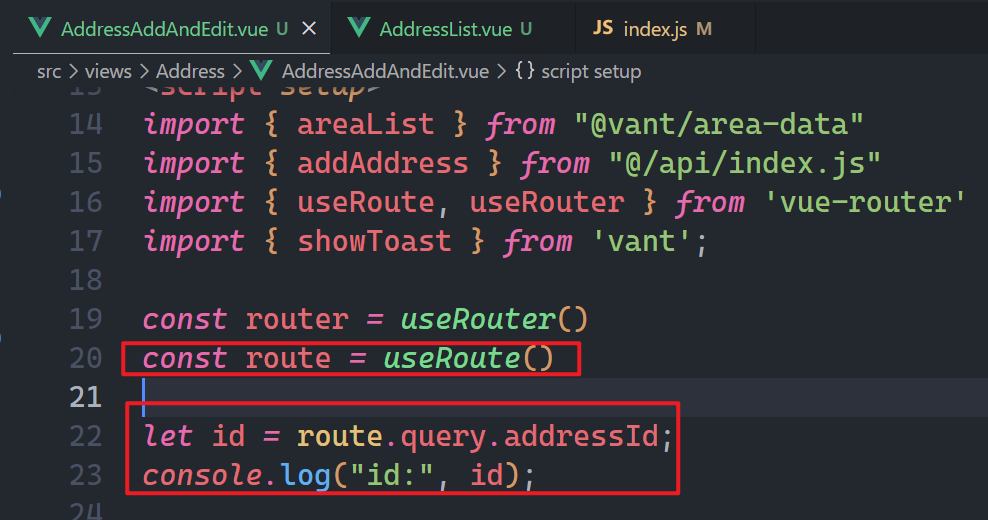 AddressAddAndEdit.vue U × AddressList.vue U JS index.js M
src > views > Address > AddressAddAndEdit.vue > {} script setup
13 <script setup>
14 import { areaList } from "@vant/area-data"
15 import { addAddress } from "@/api/index.js"
16 import { useRoute, useRouter } from 'vue-router'
17 import { showToast } from 'vant';
18
19 const router = useRouter()
20 const route = useRoute()
21
22 let id = route.query.addressId;
23 console.log("id:", id);
24